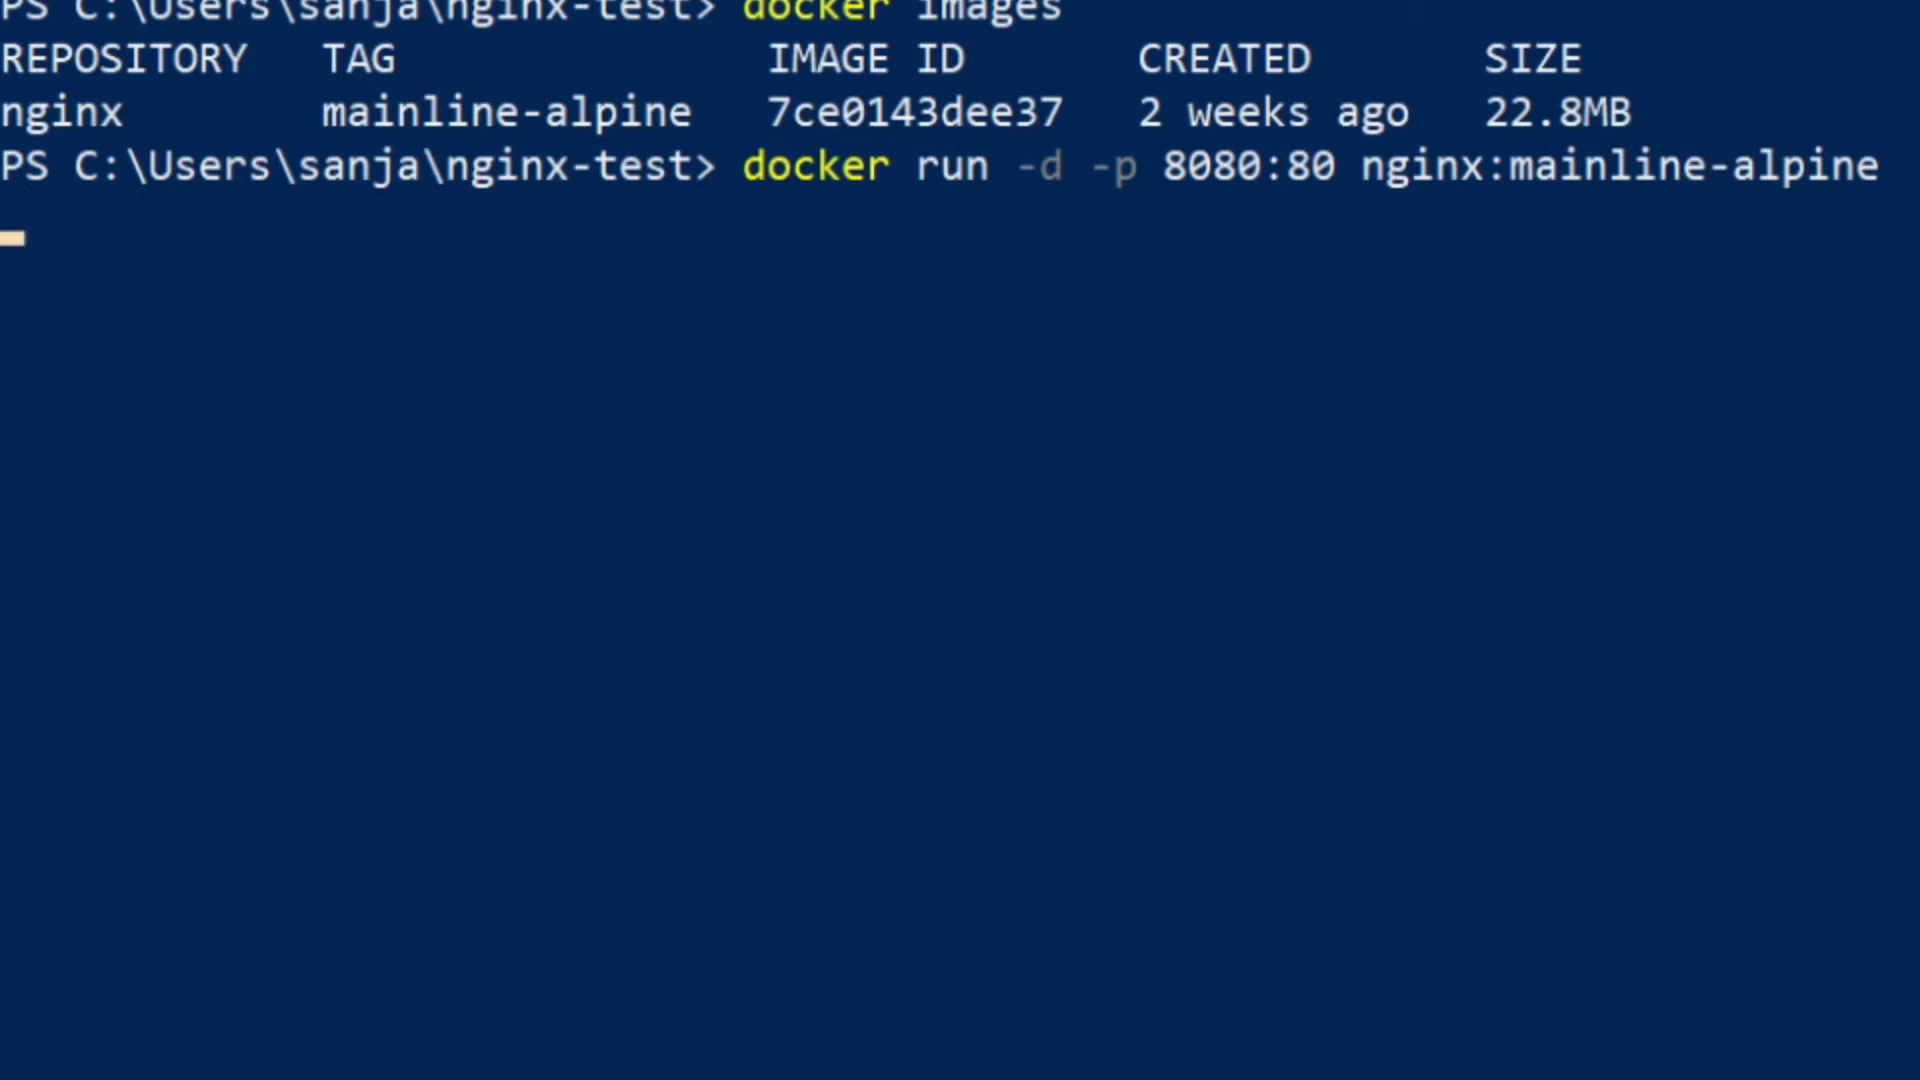 PS C:\Users\sanja\nginx-test> docker images
REPOSITORY TAG IMAGE ID CREATED SIZE
nginx mainline-alpine 7ce0143dee37 2 weeks ago 22.8MB
PS C:\Users\sanja\nginx-test> docker run -d -p 8080:80 nginx:mainline-alpine